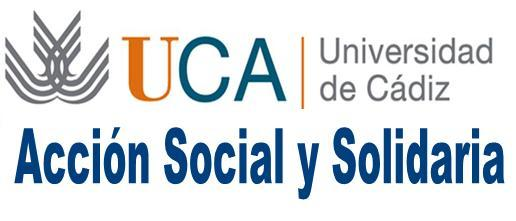 UCA Universidad
de Cádiz
Acción Social y Solidaria